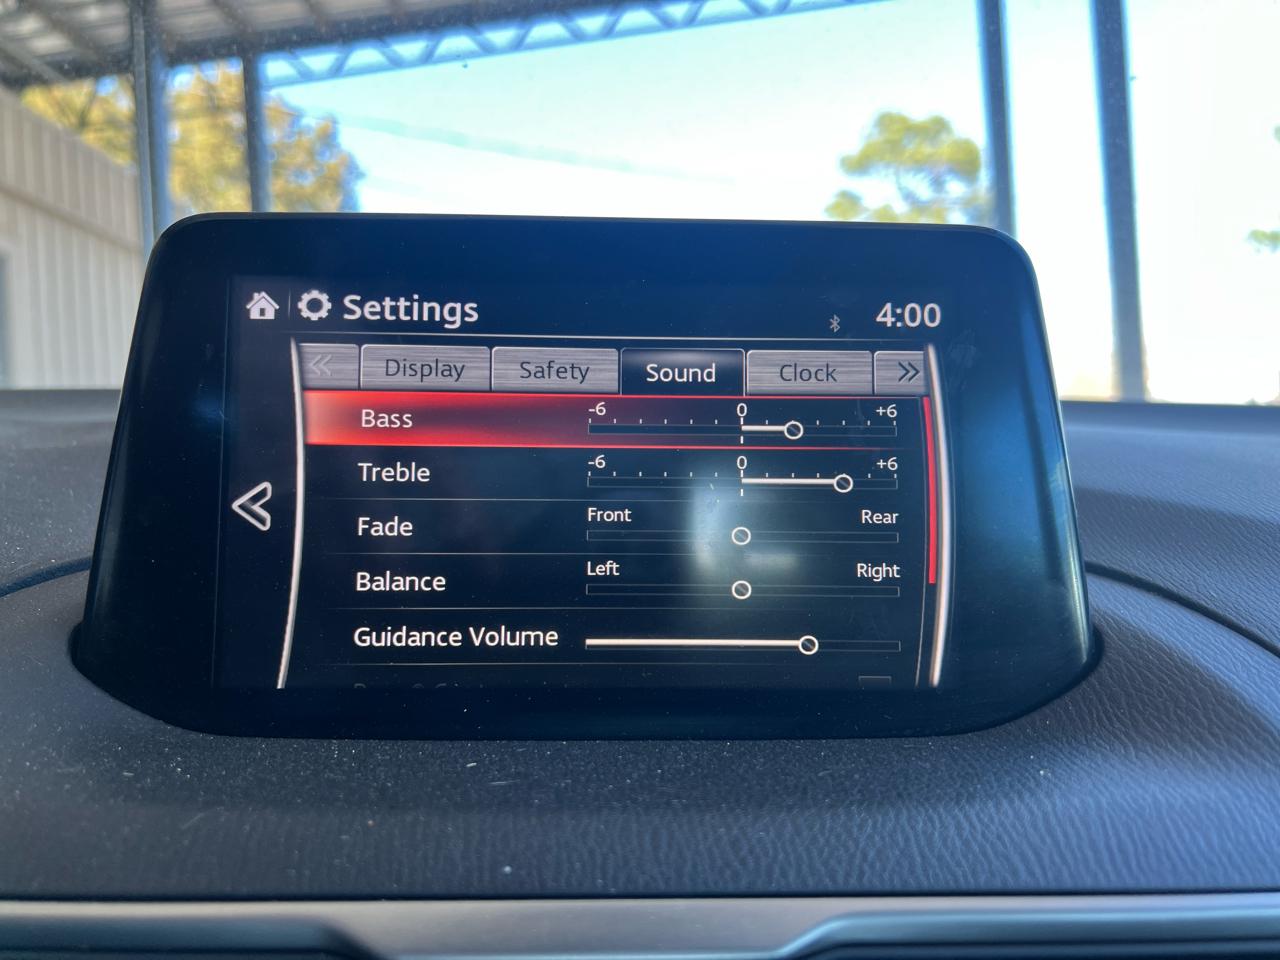 Settings
4:00
Display Safety Sound Clock
Bass -6 0 +6
Treble -6 0 +6
Fade Front Rear
Balance Left Right
Guidance Volume